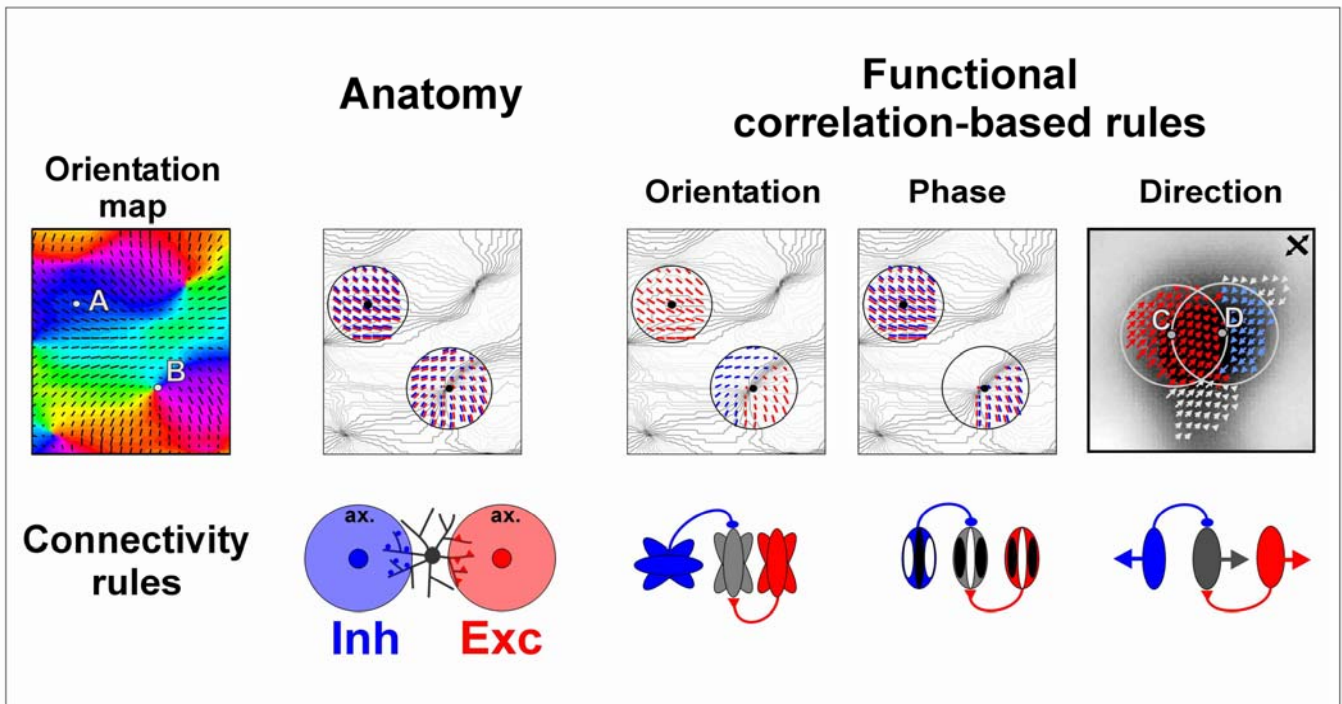 Anatomy
Functional
correlation-based rules
Orientation
map
Orientation
Phase
Direction
A
B
C
D
Connectivity
rules
ax.
ax.
Inh
Exc